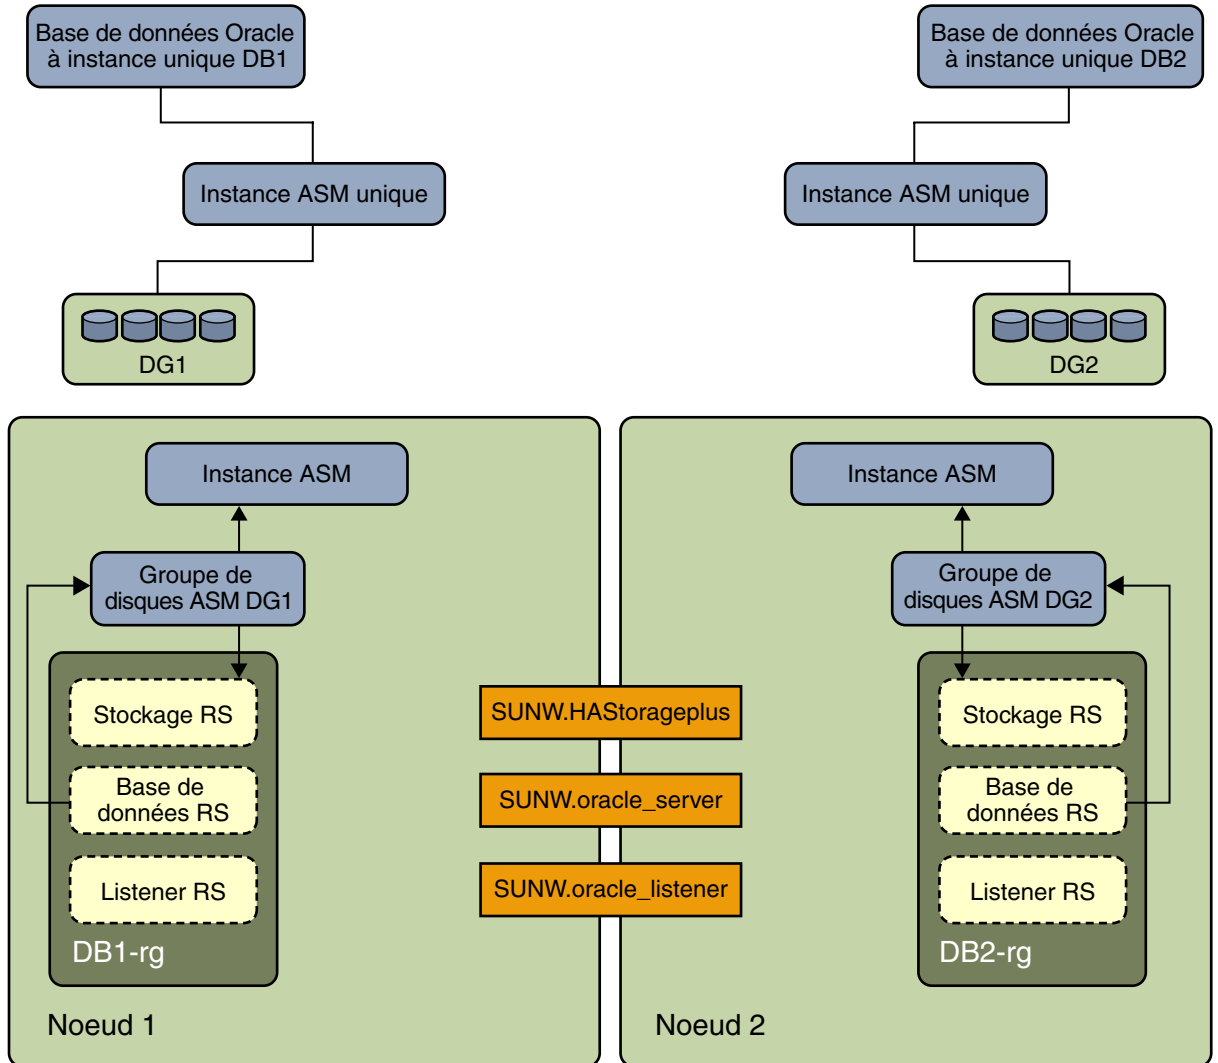 Base de données Oracle
à instance unique DB1
Base de données Oracle
à instance unique DB2
Instance ASM unique
Instance ASM unique
DG1
DG2
Instance ASM
Instance ASM
Groupe de
disques ASM DG1
Groupe de
disques ASM DG2
Stockage RS
SUNW.HAStorageplus
Stockage RS
Base de
données RS
SUNW.oracle_server
Base de
données RS
Listener RS
SUNW.oracle_listener
Listener RS
DB1-rg
DB2-rg
Noeud 1
Noeud 2